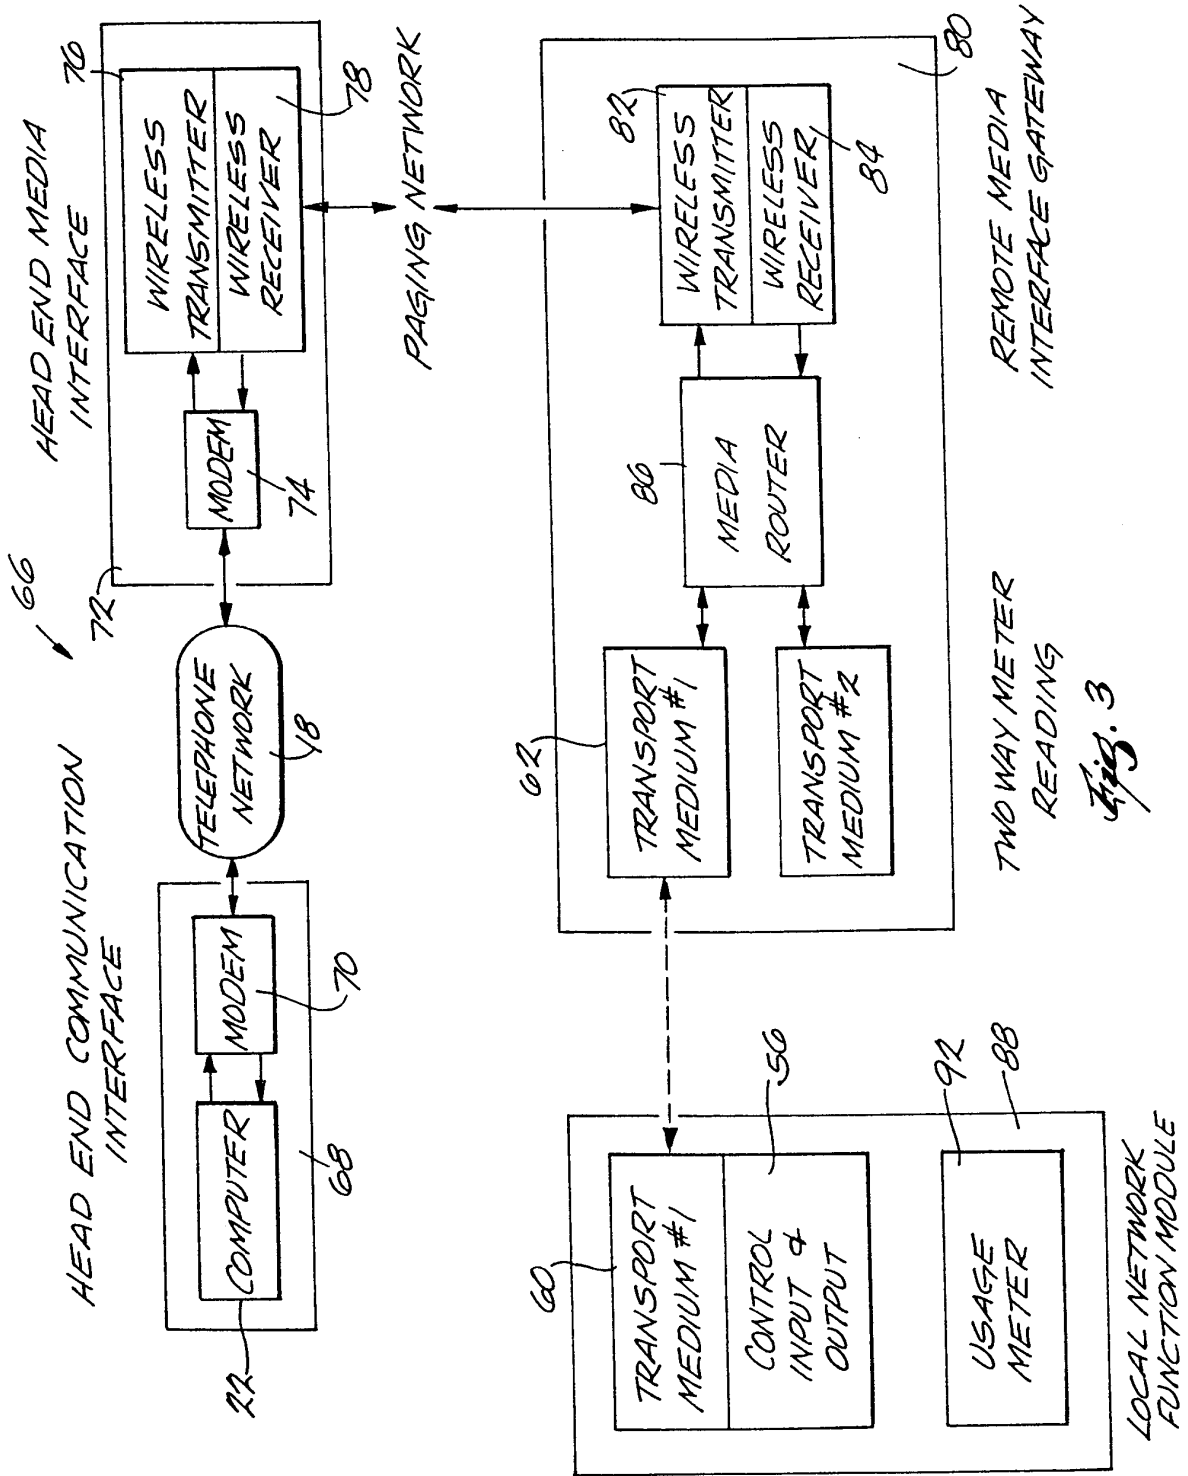 66
HEAD END COMMUNICATION
INTERFACE
HEAD END MEDIA
INTERFACE
22
COMPUTER
68
MODEM
70
TELEPHONE
NETWORK
48
72
MODEM
74
76
WIRELESS
TRANSMITTER
WIRELESS
RECEIVER
78
PAGING NETWORK
60
TRANSPORT
MEDIUM #1
CONTROL
INPUT &
OUTPUT
56
USAGE
METER
92
88
LOCAL NETWORK
FUNCTION MODULE
62
TRANSPORT
MEDIUM #1
TRANSPORT
MEDIUM #2
86
MEDIA
ROUTER
82
WIRELESS
TRANSMITTER
WIRELESS
RECEIVER
84
80
REMOTE MEDIA
INTERFACE GATEWAY
TWO WAY METER
READING
Fig. 3